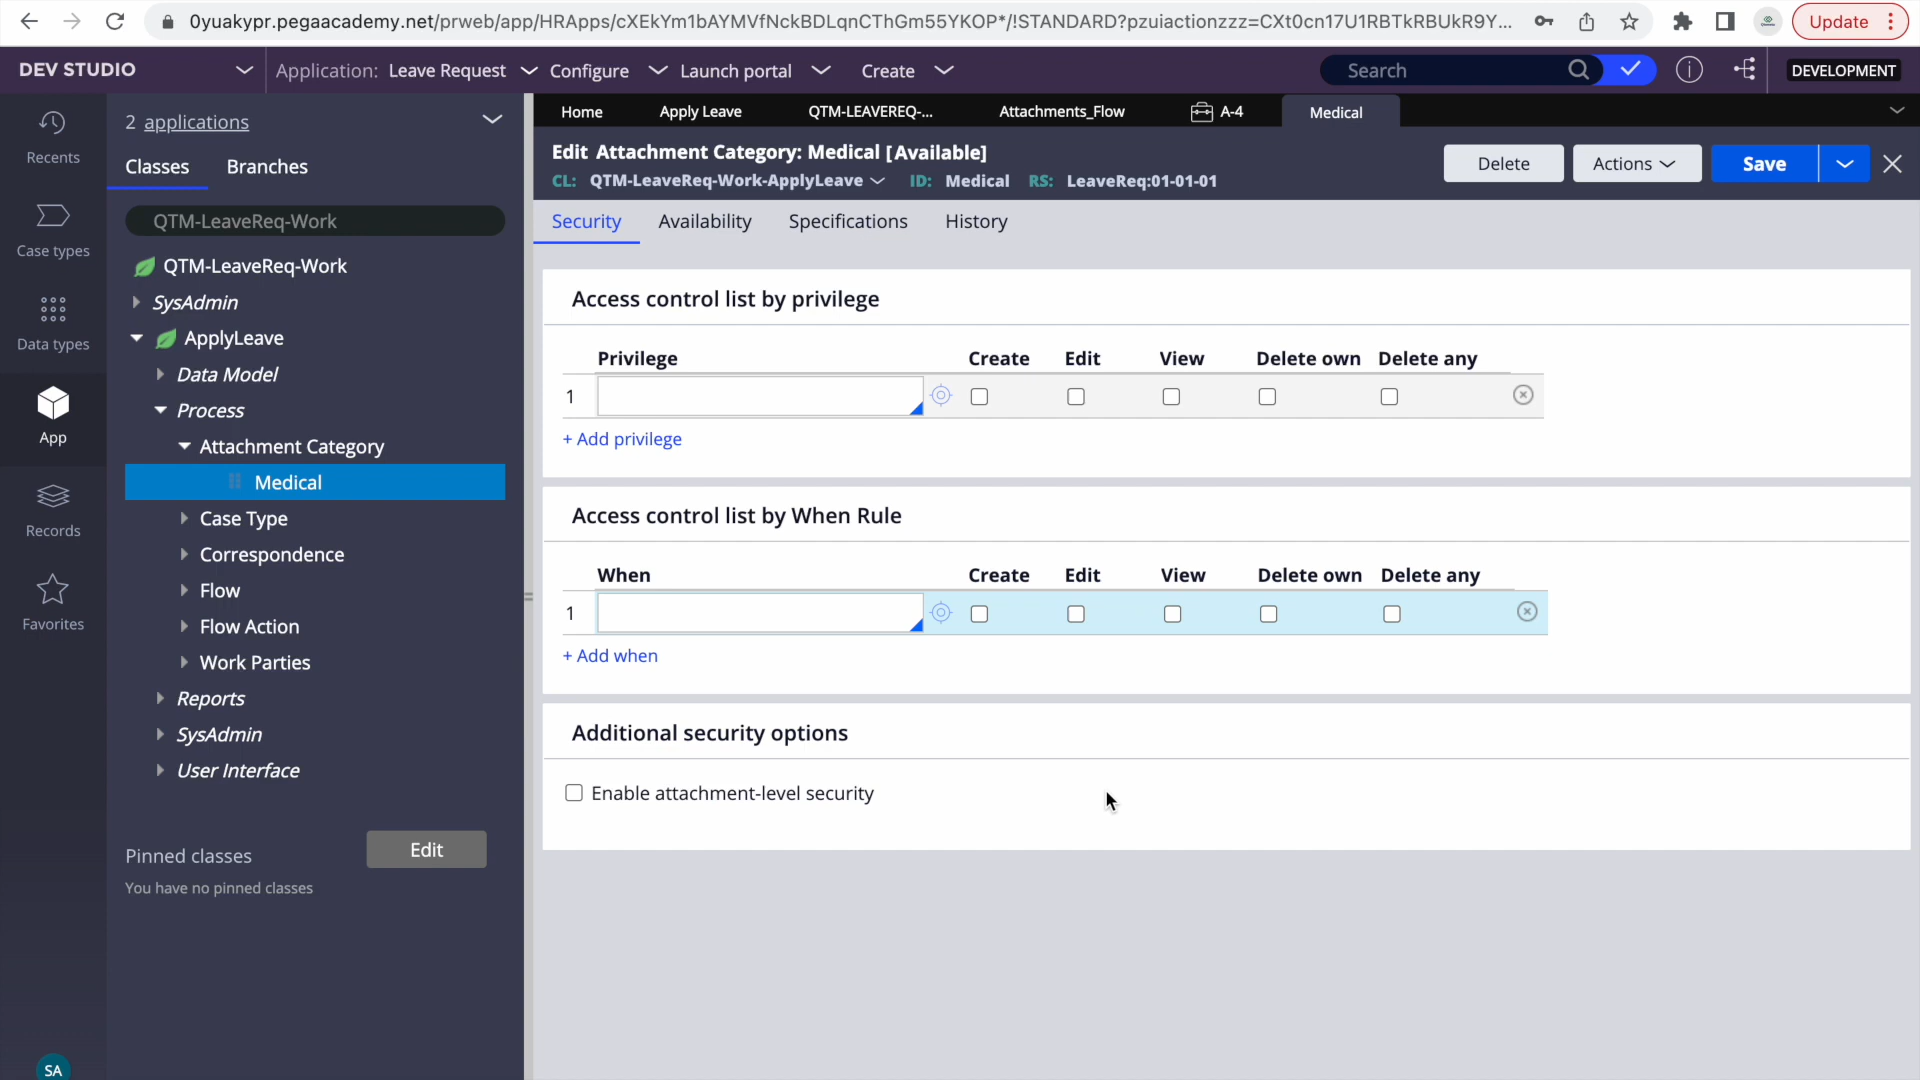 0yuakypr.pegaacademy.net/prweb/app/HRApps/cXEkYm1bAYMVfNckBDLqnCThGm55YKOP*/!STANDARD?pzuiactionzzz=CXt0cn17U1RBTkRBUkR9Y...
Update
DEV STUDIO
Application: Leave Request
Configure
Launch portal
Create
Search
DEVELOPMENT
Recents
Case types
Data types
App
Records
Favorites
SA
2 applications
Classes
Branches
QTM-LeaveReq-Work
QTM-LeaveReq-Work
SysAdmin
ApplyLeave
Data Model
Process
Attachment Category
Medical
Case Type
Correspondence
Flow
Flow Action
Work Parties
Reports
SysAdmin
User Interface
Pinned classes
Edit
You have no pinned classes
Home
Apply Leave
QTM-LEAVEREQ-...
Attachments_Flow
A-4
Medical
Edit Attachment Category: Medical [Available]
CL: QTM-LeaveReq-Work-ApplyLeave ID: Medical RS: LeaveReq:01-01-01
Delete
Actions
Save
Security
Availability
Specifications
History
Access control list by privilege
Privilege Create Edit View Delete own Delete any
1
+ Add privilege
Access control list by When Rule
When Create Edit View Delete own Delete any
1
+ Add when
Additional security options
Enable attachment-level security